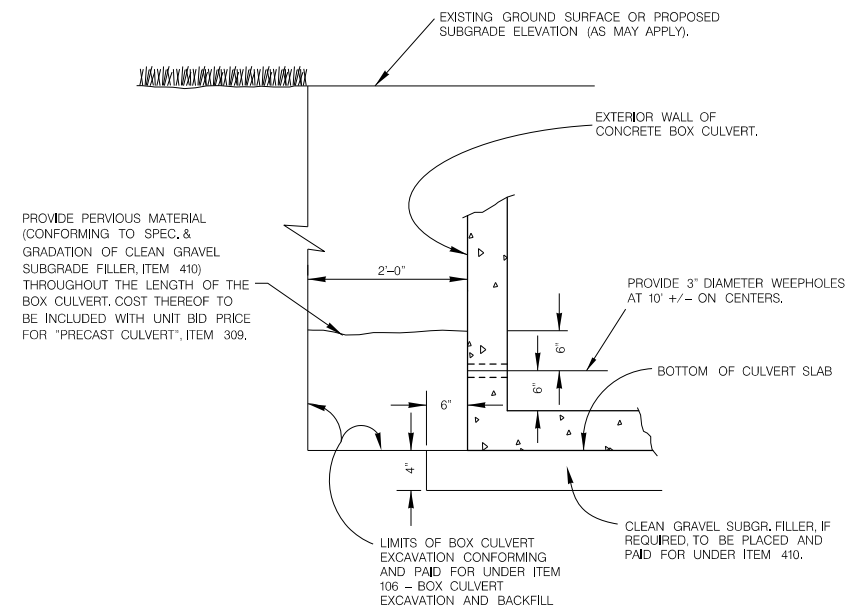 EXISTING GROUND SURFACE OR PROPOSED
SUBGRADE ELEVATION (AS MAY APPLY).
EXTERIOR WALL OF
CONCRETE BOX CULVERT.
PROVIDE PERVIOUS MATERIAL
(CONFORMING TO SPEC. &
GRADATION OF CLEAN GRAVEL
SUBGRADE FILLER, ITEM 410)
THROUGHOUT THE LENGTH OF THE
BOX CULVERT. COST THEREOF TO
BE INCLUDED WITH UNIT BID PRICE
FOR "PRECAST CULVERT", ITEM 309.
2'-0"
PROVIDE 3" DIAMETER WEEPHOLES
AT 10' +/- ON CENTERS.
6"
6"
BOTTOM OF CULVERT SLAB
6"
4"
CLEAN GRAVEL SUBGR. FILLER, IF
REQUIRED, TO BE PLACED AND
PAID FOR UNDER ITEM 410.
LIMITS OF BOX CULVERT
EXCAVATION CONFORMING
AND PAID FOR UNDER ITEM
106 - BOX CULVERT
EXCAVATION AND BACKFILL